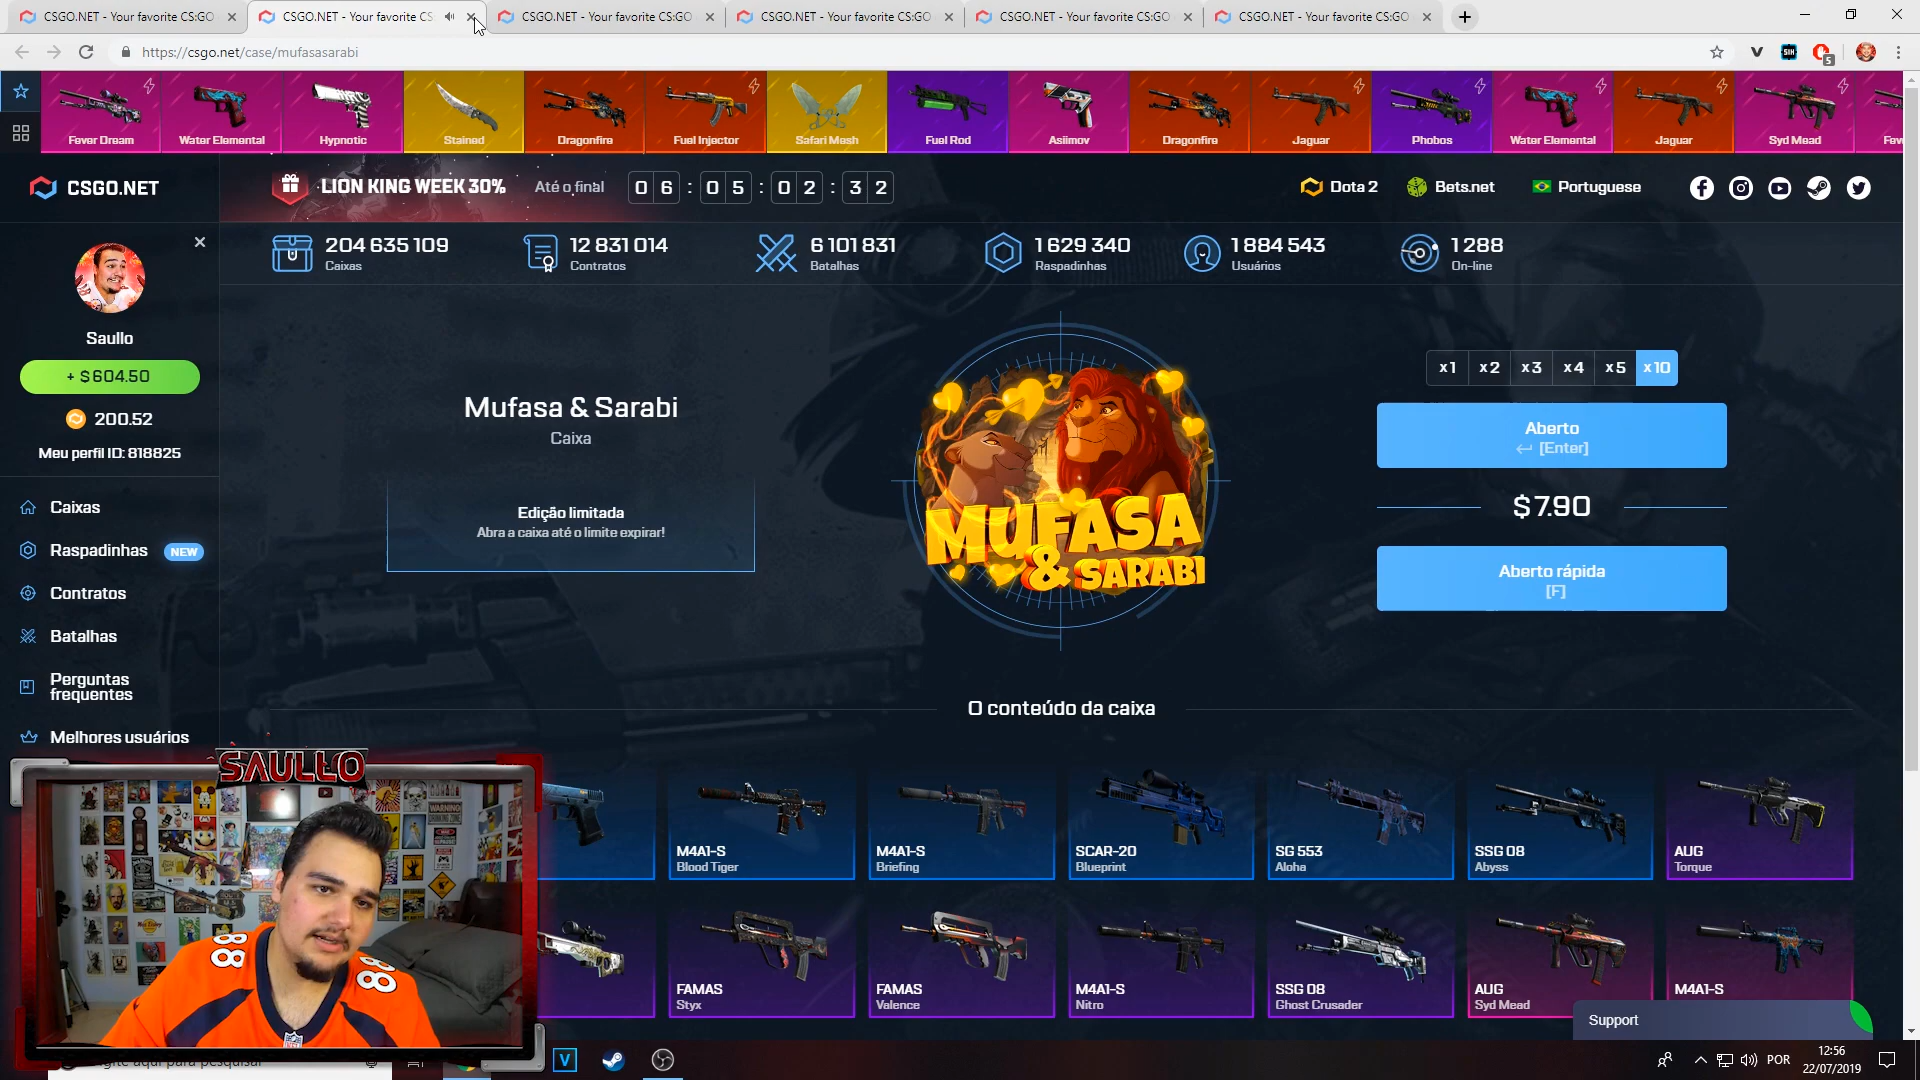 CSGO.NET - Your favorite CS:GO
CSGO.NET - Your favorite CS
CSGO.NET - Your favorite CS:GO
CSGO.NET - Your favorite CS:GO
CSGO.NET - Your favorite CS:GO
CSGO.NET - Your favorite CS:GO
https://csgo.net/case/mufasasarabi
SIH
5
Fever Dream
Water Elemental
Hypnotic
Stained
Dragonfire
Fuel Injector
Safari Mesh
Fuel Rod
Asiimov
Dragonfire
Jaguar
Phobos
Water Elemental
Jaguar
Syd Mead
Fev
CSGO.NET
LION KING WEEK 30%
Até o final
06 : 05 : 02 : 32
Dota 2
Bets.net
Portuguese
204 635 109
Caixas
12 831 014
Contratos
6 101 831
Batalhas
1 629 340
Raspadinhas
1 884 543
Usuários
1 288
On-line
Saullo
+ $604.50
200.52
Meu perfil ID: 818825
Caixas
Raspadinhas NEW
Contratos
Batalhas
Perguntas
frequentes
Melhores usuários
Mufasa & Sarabi
Caixa
Edição limitada
Abra a caixa até o limite expirar!
MUFASA
& SARABI
x1 x2 x3 x4 x5 x10
Aberto
[Enter]
$7.90
Aberto rápida
[F]
O conteúdo da caixa
M4A1-S
Blood Tiger
M4A1-S
Briefing
SCAR-20
Blueprint
SG 553
Aloha
SSG 08
Abyss
AUG
Torque
FAMAS
Styx
FAMAS
Valence
M4A1-S
Nitro
SSG 08
Ghost Crusader
AUG
Syd Mead
M4A1-S
Support
SAULLO
WARNING
88
88
V
POR
12:56
22/07/2019